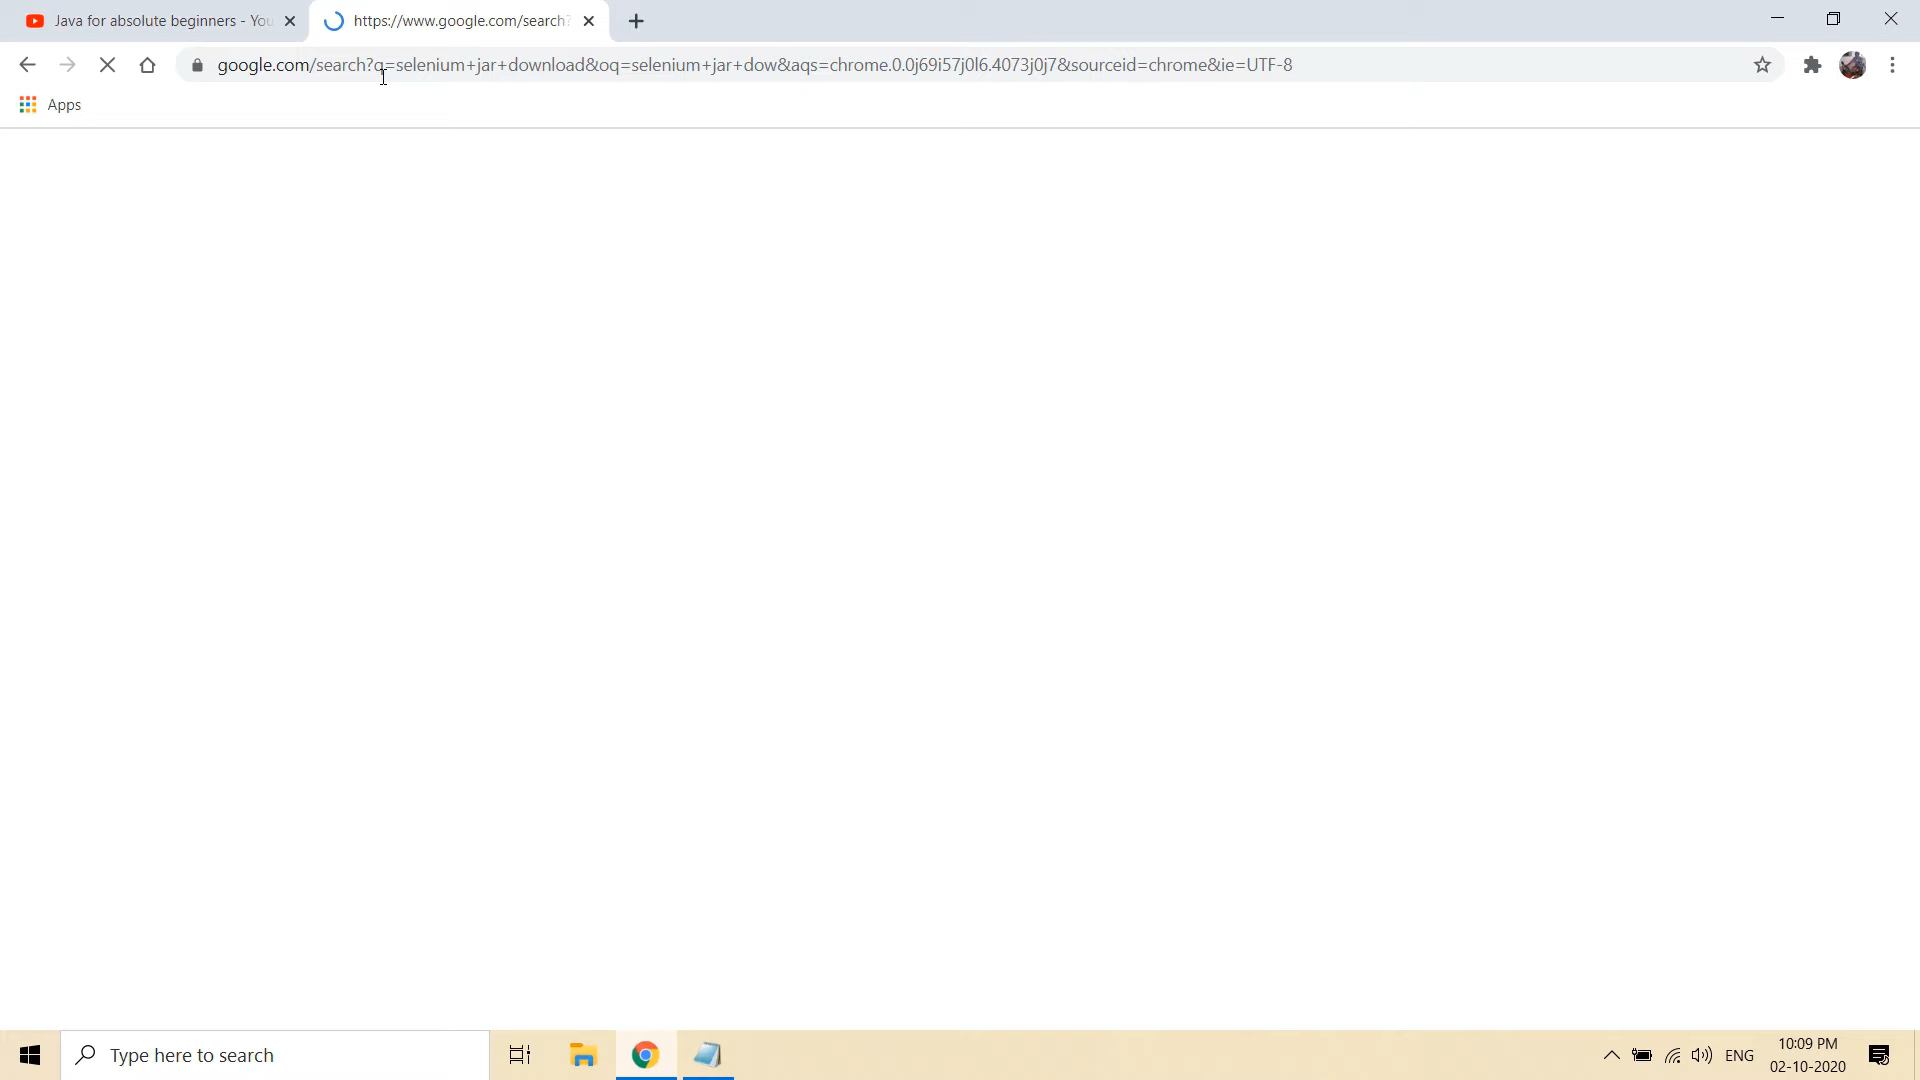 Java for absolute beginners - You
https://www.google.com/search?
google.com/search?q=selenium+jar+download&oq=selenium+jar+dow&aqs=chrome.0.0j69i57j0l6.4073j0j7&sourceid=chrome&ie=UTF-8
Apps
Type here to search
ENG
10:09 PM
02-10-2020